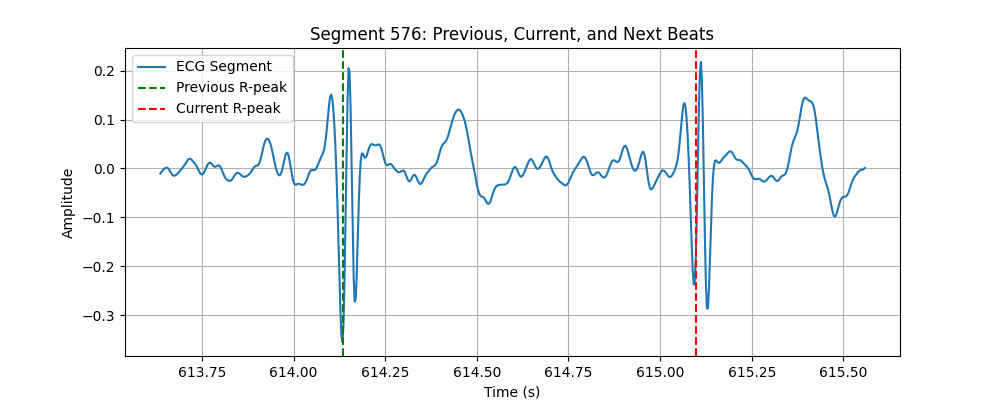 Segment 576: Previous, Current, and Next Beats
ECG Segment
Previous R-peak
Current R-peak
Amplitude
0.2
0.1
0.0
−0.1
−0.2
−0.3
613.75 614.00 614.25 614.50 614.75 615.00 615.25 615.50
Time (s)